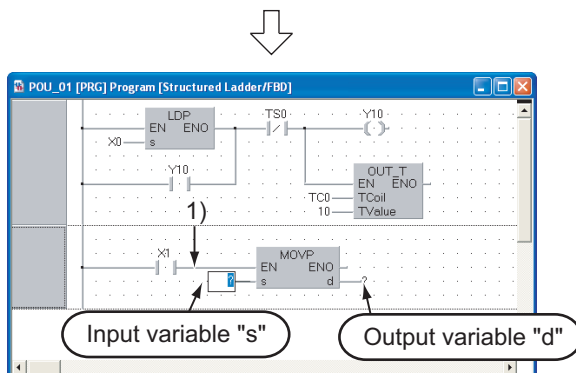 POU_01 [PRG] Program [Structured Ladder/FBD]
LDP
EN ENO
X0 s
TS0
Y10
Y10
OUT_T
EN ENO
TC0 TCoil
10 TValue
1)
X1
MOVP
EN ENO
? s d ?
Input variable "s"
Output variable "d"